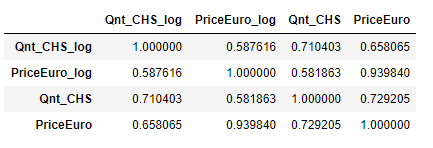 Qnt_CHS_log PriceEuro_log Qnt_CHS PriceEuro
Qnt_CHS_log 1.000000 0.587616 0.710403 0.658065
PriceEuro_log 0.587616 1.000000 0.581863 0.939840
Qnt_CHS 0.710403 0.581863 1.000000 0.729205
PriceEuro 0.658065 0.939840 0.729205 1.000000